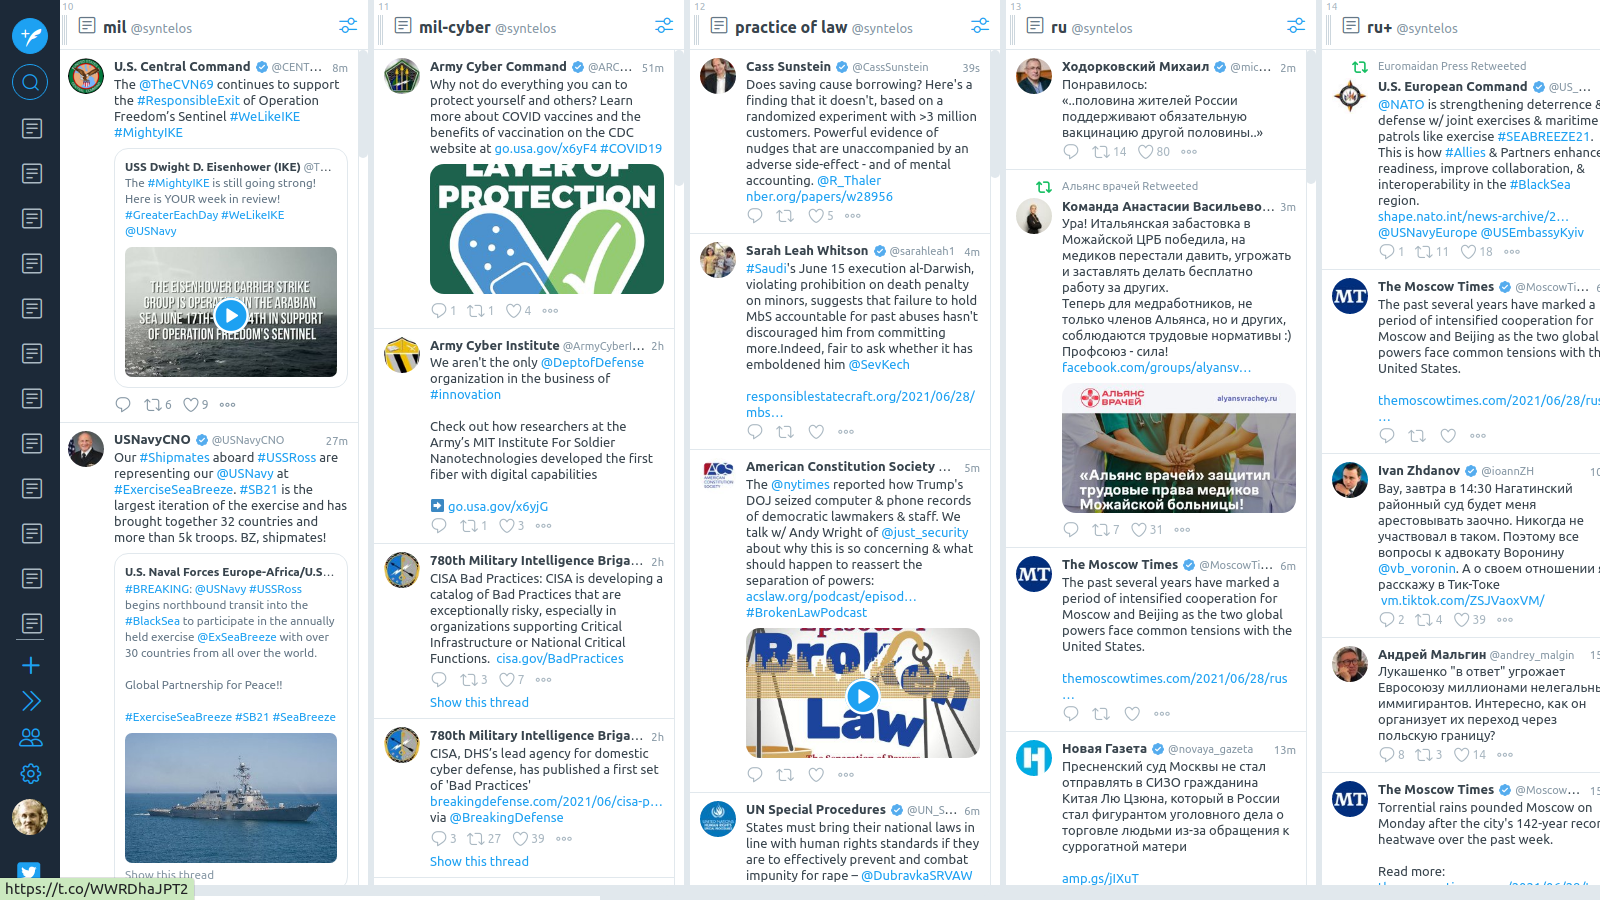 10
mil @syntelos
U.S. Central Command @CENT... 8m
The @TheCVN69 continues to support
the #ResponsibleExit of Operation
Freedom's Sentinel #WeLikeIKE
#MightyIKE
USS Dwight D. Eisenhower (IKE) @T...
The #MightyIKE is still going strong!
Here is YOUR week in review!
#GreaterEachDay #WeLikeIKE
@USNavy
THE EISENHOWER CARRIER STRIKE
GROUP IS OPERATING IN THE ARABIAN
SEA JUNE 17TH
IN SUPPORT
OF OPERATION FREEDOM'S SENTINEL
6 9
USNavyCNO @USNavyCNO 27m
Our #Shipmates aboard #USSRoss are
representing our @USNavy at
#ExerciseSeaBreeze. #SB21 is the
largest iteration of the exercise and has
brought together 32 countries and
more than 5k troops. BZ, shipmates!
U.S. Naval Forces Europe-Africa/U.S...
#BREAKING: @USNavy #USSRoss
begins northbound transit into the
#BlackSea to participate in the annually
held exercise @ExSeaBreeze with over
30 countries from all over the world.
Global Partnership for Peace!!
#ExerciseSeaBreeze #SB21 #SeaBreeze
Show this thread
https://t.co/WWRDhaJPT2
11
mil-cyber @syntelos
Army Cyber Command @ARC... 51m
Why not do everything you can to
protect yourself and others? Learn
more about COVID vaccines and the
benefits of vaccination on the CDC
website at go.usa.gov/x6yF4 #COVID19
LAYER OF
PROTECTION
1 1 4
Army Cyber Institute @ArmyCyberI... 2h
We aren't the only @DeptofDefense
organization in the business of
#innovation
Check out how researchers at the
Army's MIT Institute For Soldier
Nanotechnologies developed the first
fiber with digital capabilities
➡ go.usa.gov/x6yjG
1 3
780th Military Intelligence Briga... 2h
CISA Bad Practices: CISA is developing a
catalog of Bad Practices that are
exceptionally risky, especially in
organizations supporting Critical
Infrastructure or National Critical
Functions. cisa.gov/BadPractices
3 7
Show this thread
780th Military Intelligence Briga... 2h
CISA, DHS's lead agency for domestic
cyber defense, has published a first set
of 'Bad Practices'
breakingdefense.com/2021/06/cisa-p...
via @BreakingDefense
3 27 39
Show this thread
12
practice of law @syntelos
Cass Sunstein @CassSunstein 39s
Does saving cause borrowing? Here's a
finding that it doesn't, based on a
randomized experiment with >3 million
customers. Powerful evidence of
nudges that are unaccompanied by an
adverse side-effect - and of mental
accounting. @R_Thaler
nber.org/papers/w28956
5
Sarah Leah Whitson @sarahleah1 4m
#Saudi's June 15 execution al-Darwish,
violating prohibition on death penalty
on minors, suggests that failure to hold
MbS accountable for past abuses hasn't
discouraged him from committing
more.Indeed, fair to ask whether it has
emboldened him @SevKech
responsiblestatecraft.org/2021/06/28/
mbs...
ACS
AMERICAN
CONSTITUTION
SOCIETY
American Constitution Society ... 5m
The @nytimes reported how Trump's
DOJ seized computer & phone records
of democratic lawmakers & staff. We
talk w/ Andy Wright of @just_security
about why this is so concerning & what
should happen to reassert the
separation of powers:
acslaw.org/podcast/episod...
#BrokenLawPodcast
Broken
Law
The Separation of Powers
UN Special Procedures @UN_S... 6m
States must bring their national laws in
line with human rights standards if they
are to effectively prevent and combat
impunity for rape – @DubravkaSRVAW
13
ru @syntelos
Ходорковский Михаил @mic... 2m
Понравилось:
«..половина жителей России
поддерживают обязательную
вакцинацию другой половины..»
14 80
Альянс врачей Retweeted
Команда Анастасии Васильево... 3m
Ура! Итальянская забастовка в
Можайской ЦРБ победила, на
медиков перестали давить, угрожать
и заставлять делать бесплатно
работу за других.
Теперь для медработников, не
только членов Альянса, но и других,
соблюдаются трудовые нормативы :)
Профсоюз - сила!
facebook.com/groups/alyansv...
АЛЬЯНС
ВРАЧЕЙ
alyansvrachey.ru
«Альянс врачей» защитил
трудовые права медиков
Можайской больницы!
7 31
MT
The Moscow Times @MoscowTi... 6m
The past several years have marked a
period of intensified cooperation for
Moscow and Beijing as the two global
powers face common tensions with the
United States.
themoscowtimes.com/2021/06/28/rus
...
Новая Газета @novaya_gazeta 13m
Пресненский суд Москвы не стал
отправлять в СИЗО гражданина
Китая Лю Цзюна, который в России
стал фигурантом уголовного дела о
торговле людьми из-за обращения к
суррогатной матери
amp.gs/jIXuT
14
ru+ @syntelos
Euromaidan Press Retweeted
U.S. European Command @US_...
@NATO is strengthening deterrence &
defense w/ joint exercises & maritime
patrols like exercise #SEABREEZE21.
This is how #Allies & Partners enhance
readiness, improve collaboration, &
interoperability in the #BlackSea
region.
shape.nato.int/news-archive/2...
@USNavyEurope @USEmbassyKyiv
1 11 18
MT
The Moscow Times @MoscowTi...
The past several years have marked a
period of intensified cooperation for
Moscow and Beijing as the two global
powers face common tensions with th
United States.
themoscowtimes.com/2021/06/28/rus
...
Ivan Zhdanov @ioannZH 10
Вау, завтра в 14:30 Нагатинский
районный суд будет меня
арестовывать заочно. Никогда не
участвовал в таком. Поэтому все
вопросы к адвокату Воронину
@vb_voronin. А о своем отношении
расскажу в Тик-Токе
vm.tiktok.com/ZSJVaoxVM/
2 4 39
Андрей Мальгин @andrey_malgin 15
Лукашенко "в ответ" угрожает
Евросоюзу миллионами нелегальны
иммигирантов. Интересно, как он
организует их переход через
польскую границу?
8 3 14
MT
The Moscow Times @Moscow... 15
Torrential rains pounded Moscow on
Monday after the city's 142-year recor
heatwave over the past week.
Read more: